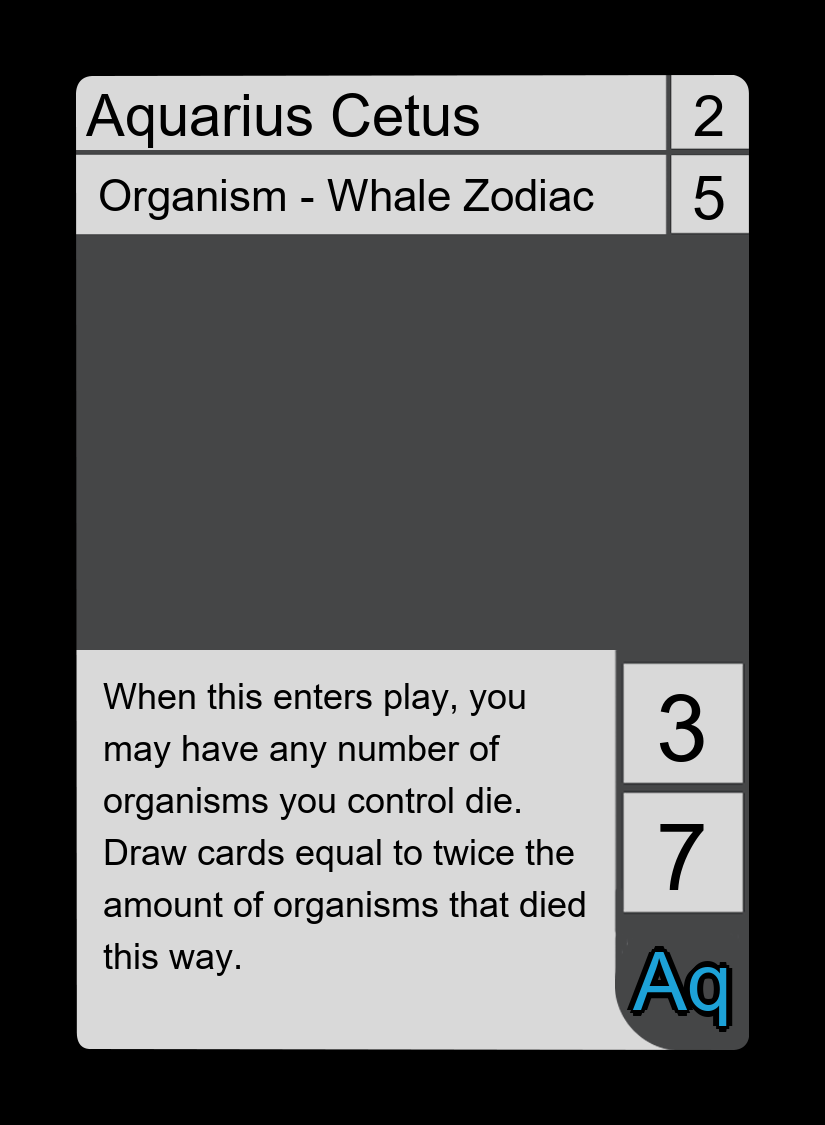 Aquarius Cetus 2
Organism - Whale Zodiac 5
When this enters play, you
may have any number of
organisms you control die.
Draw cards equal to twice the
amount of organisms that died
this way.
3
7
Aq